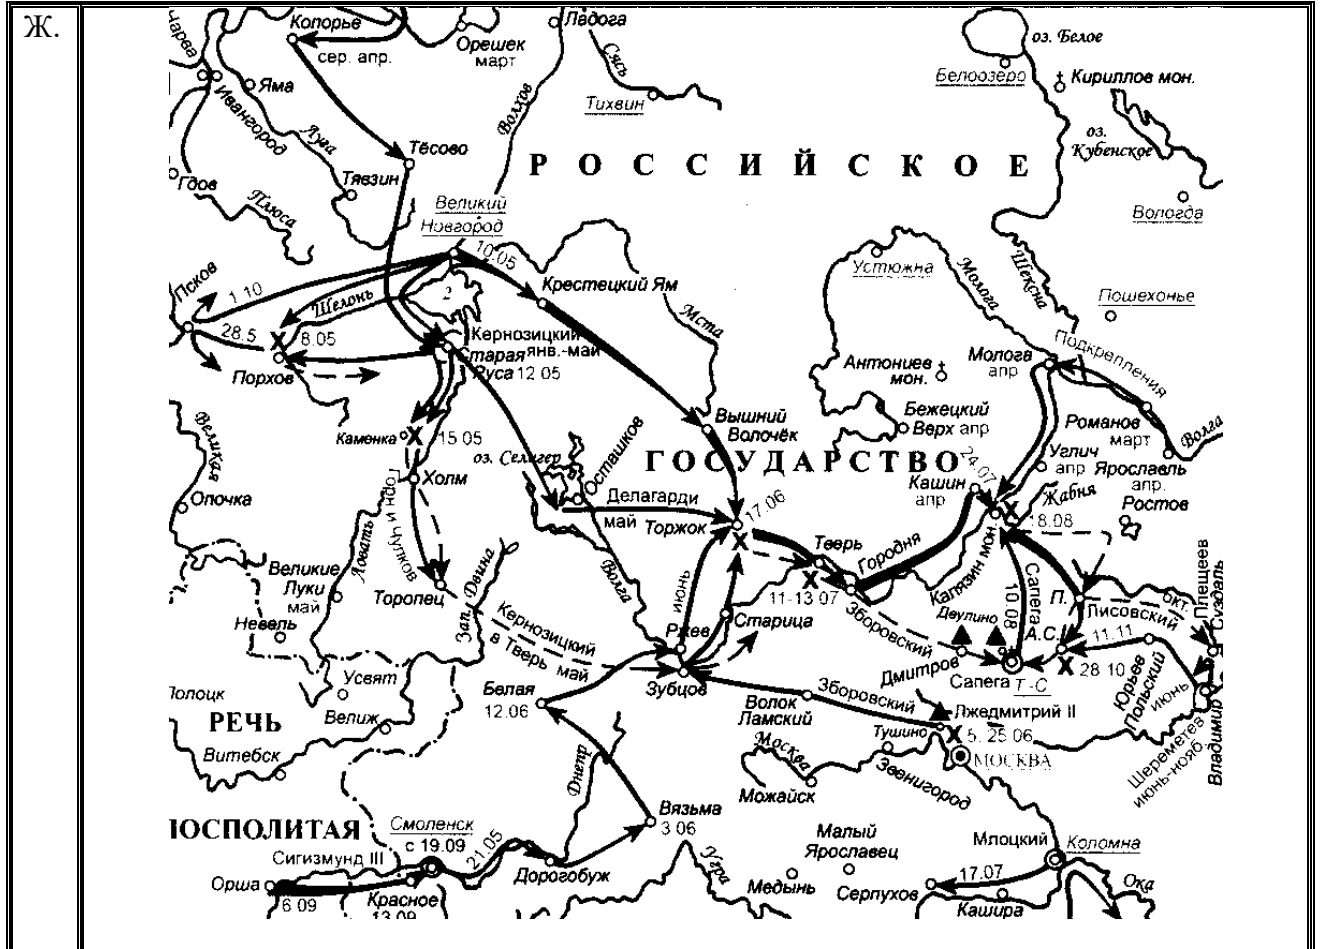 Ж.
Копорье
сер. апр.
Орешек
март
Ладога
Сясь
Тихвин
оз. Белое
Белоозеро
Кириллов мон.
оз.
Кубенское
Вологда
Ивангород
Яма
Луга
Волхов
Тёсово
Тявзин
Гдов
Плюса
РОССИЙСКОЕ
Великий
Новгород
10.05
Устюжна
Молога
Шексна
Пошехонье
Псков
1.10
Шелонь
2
Крестецкий Ям
Мста
28.5
8.05
Порхов
Кернозицкий
янв.-май
Старая
Руса 12 05
Антониев
мон.
Молога
апр
Подкрепления
Бежецкий
Верх апр
Романов
март
Волга
Вышний
Волочёк
Великая
Каменка
15 05
оз. Селигер
Осташков
ГОСУДАРСТВО
24.07
Углич
апр
Ярославль
апр.
Кашин
апр
Жабня
Ростов
Опочка
Холм
Делагарди
май
Торжок
17.06
18.08
Ловать
Горн и Чулков
Тверь
Городня
Калязин мон.
Великие
Луки
май
Торопец
Зап. Двина
Волга
июнь
11-13 07
Зборовский
Сапега
10.08
П.
Лисовский
окт.
Плещеев
Суздаль
Невель
Кернозицкий
в Тверь май
Ржев
Старица
Двулино
А.С.
11.11
Дмитров
28 10
Сапега
Т-С
Зубцов
Полоцк
Усвят
Белая
12.06
Зборовский
Волок
Ламский
Лжедмитрий II
Юрьев
Польский
июнь
РЕЧЬ
Велиж
Тушино
5. 25 06
МОСКВА
Витебск
Москва
Звенигород
Шереметев
июнь-нояб.
Владимир
Днепр
Можайск
Вязьма
3 06
ПОСПОЛИТАЯ
Смоленск
с 19.09
21.05
Малый
Ярославец
Млоцкий
Коломна
Сигизмунд III
Орша
6 09
Красное
13.09
Дорогобуж
Угра
Медынь
Серпухов
17.07
Кашира
Ока